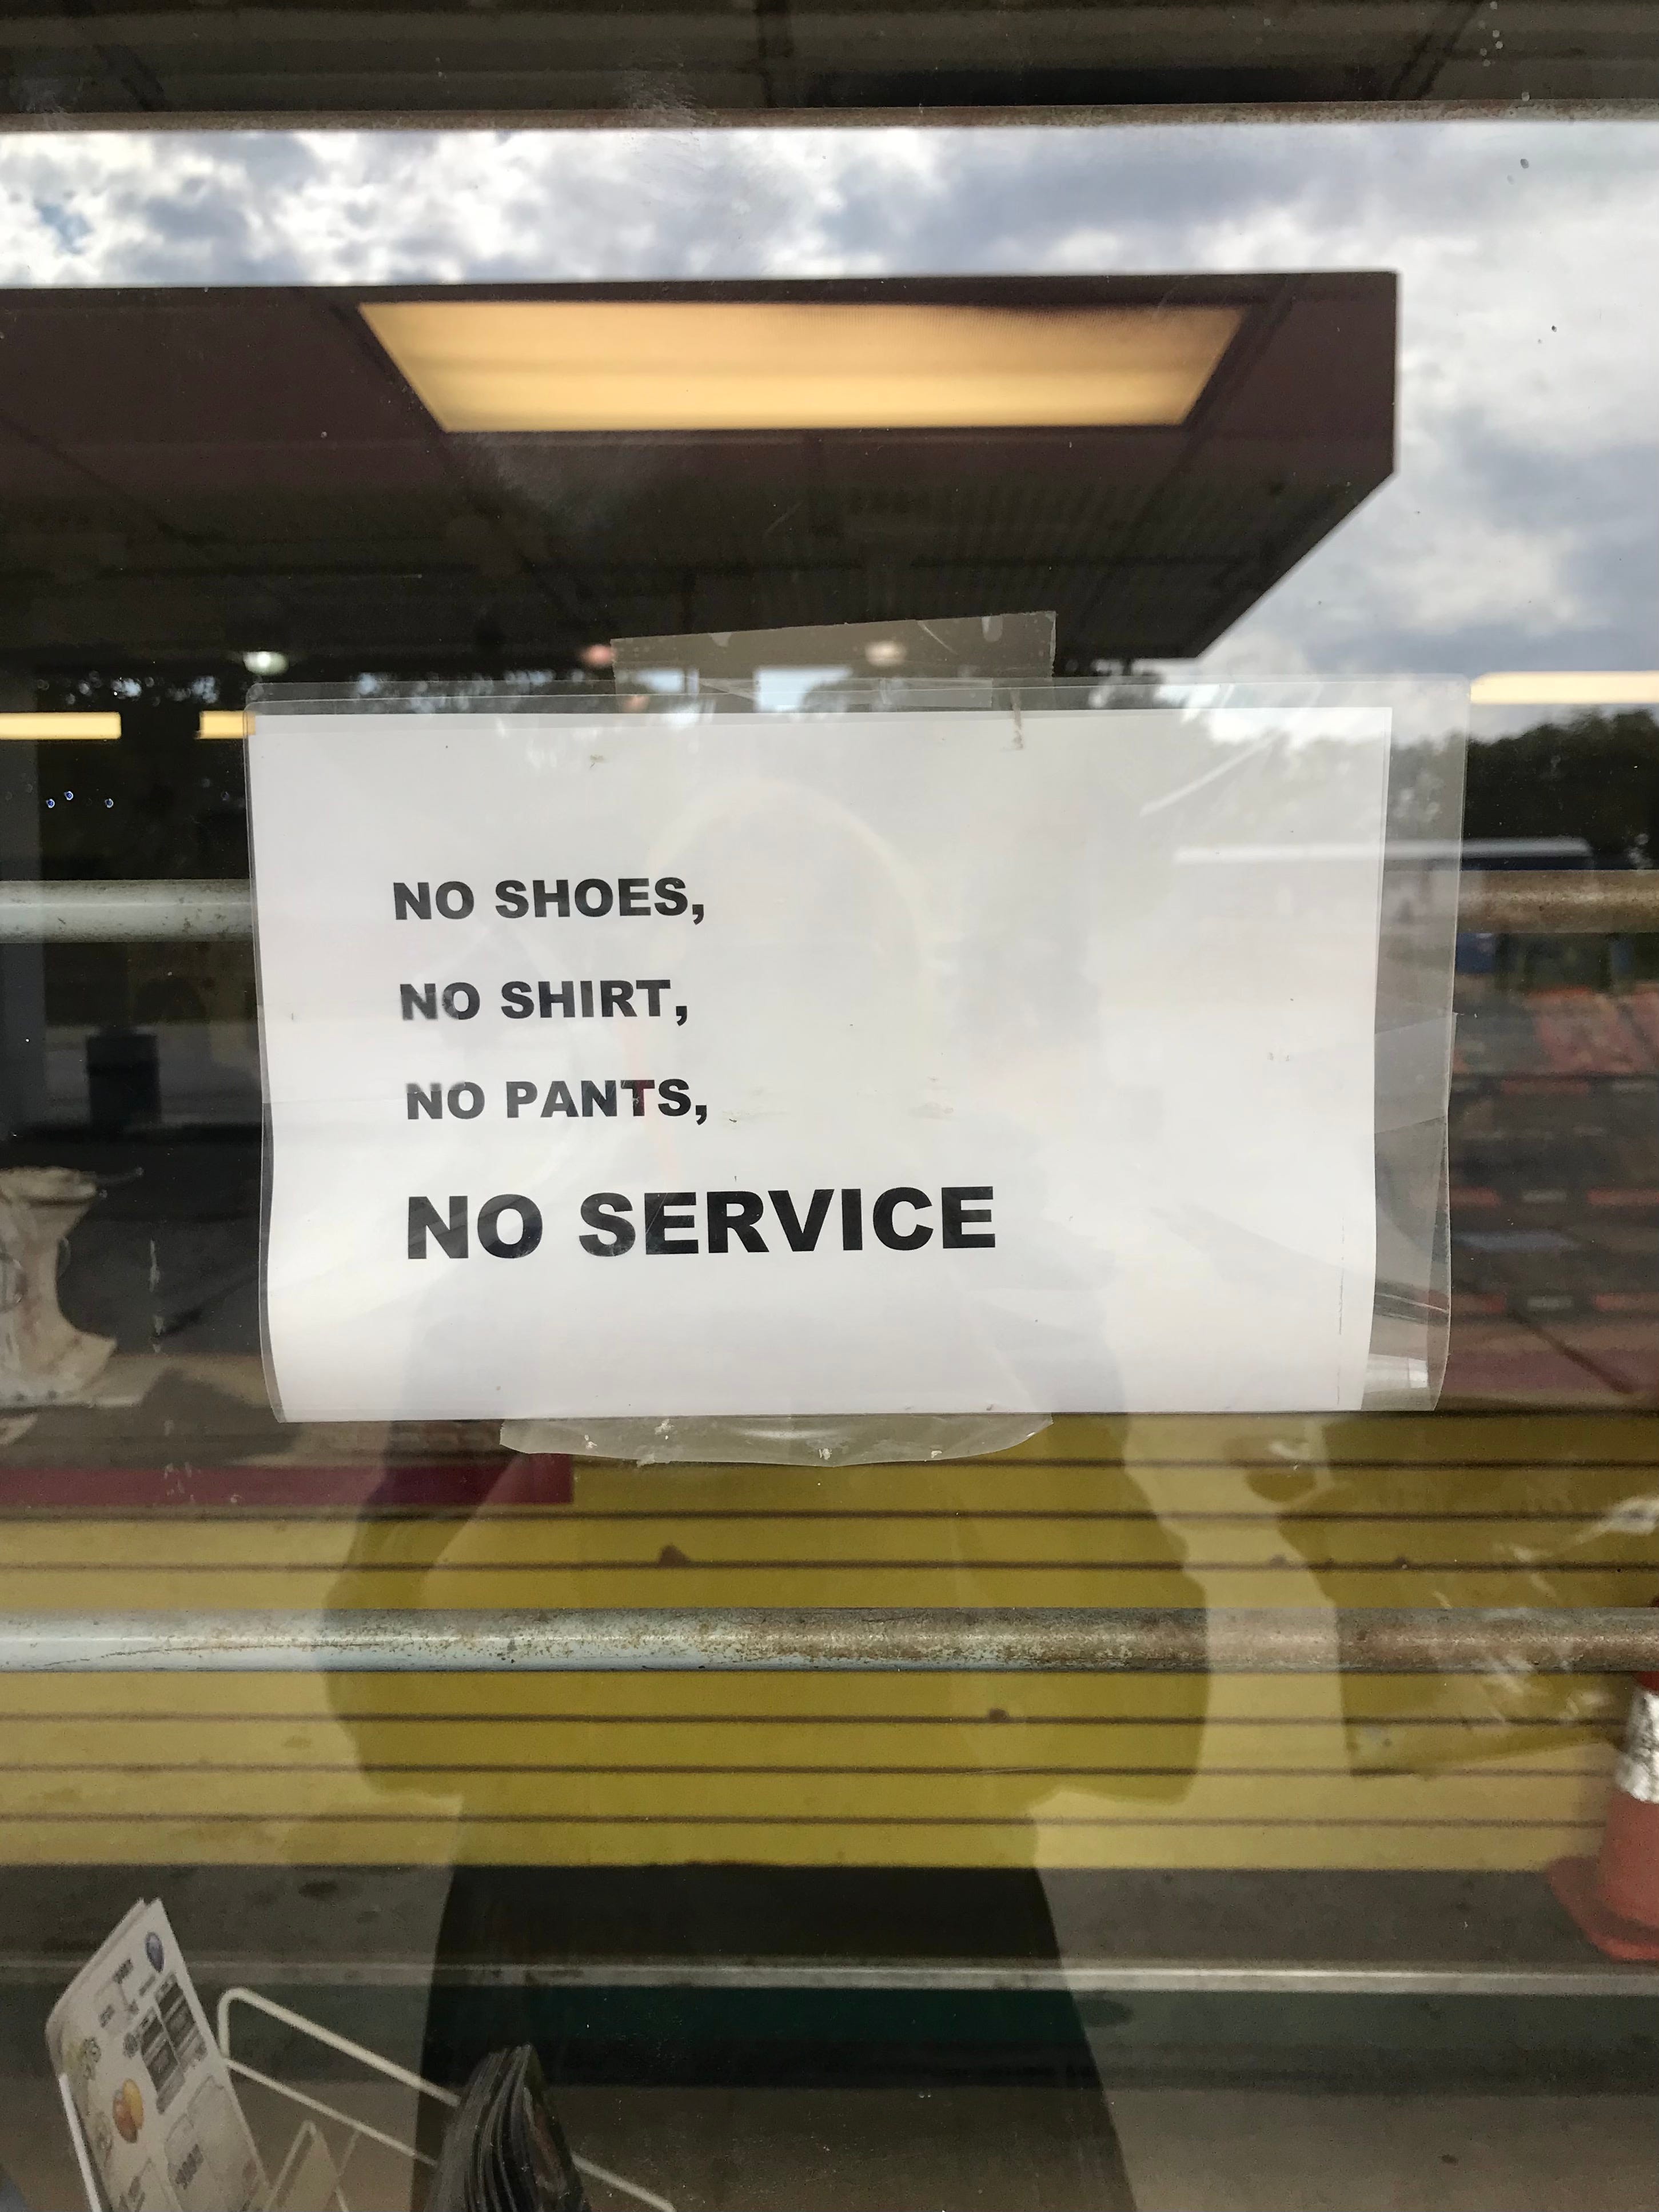 NO SHOES,
NO SHIRT,
NO PANTS,
NO SERVICE